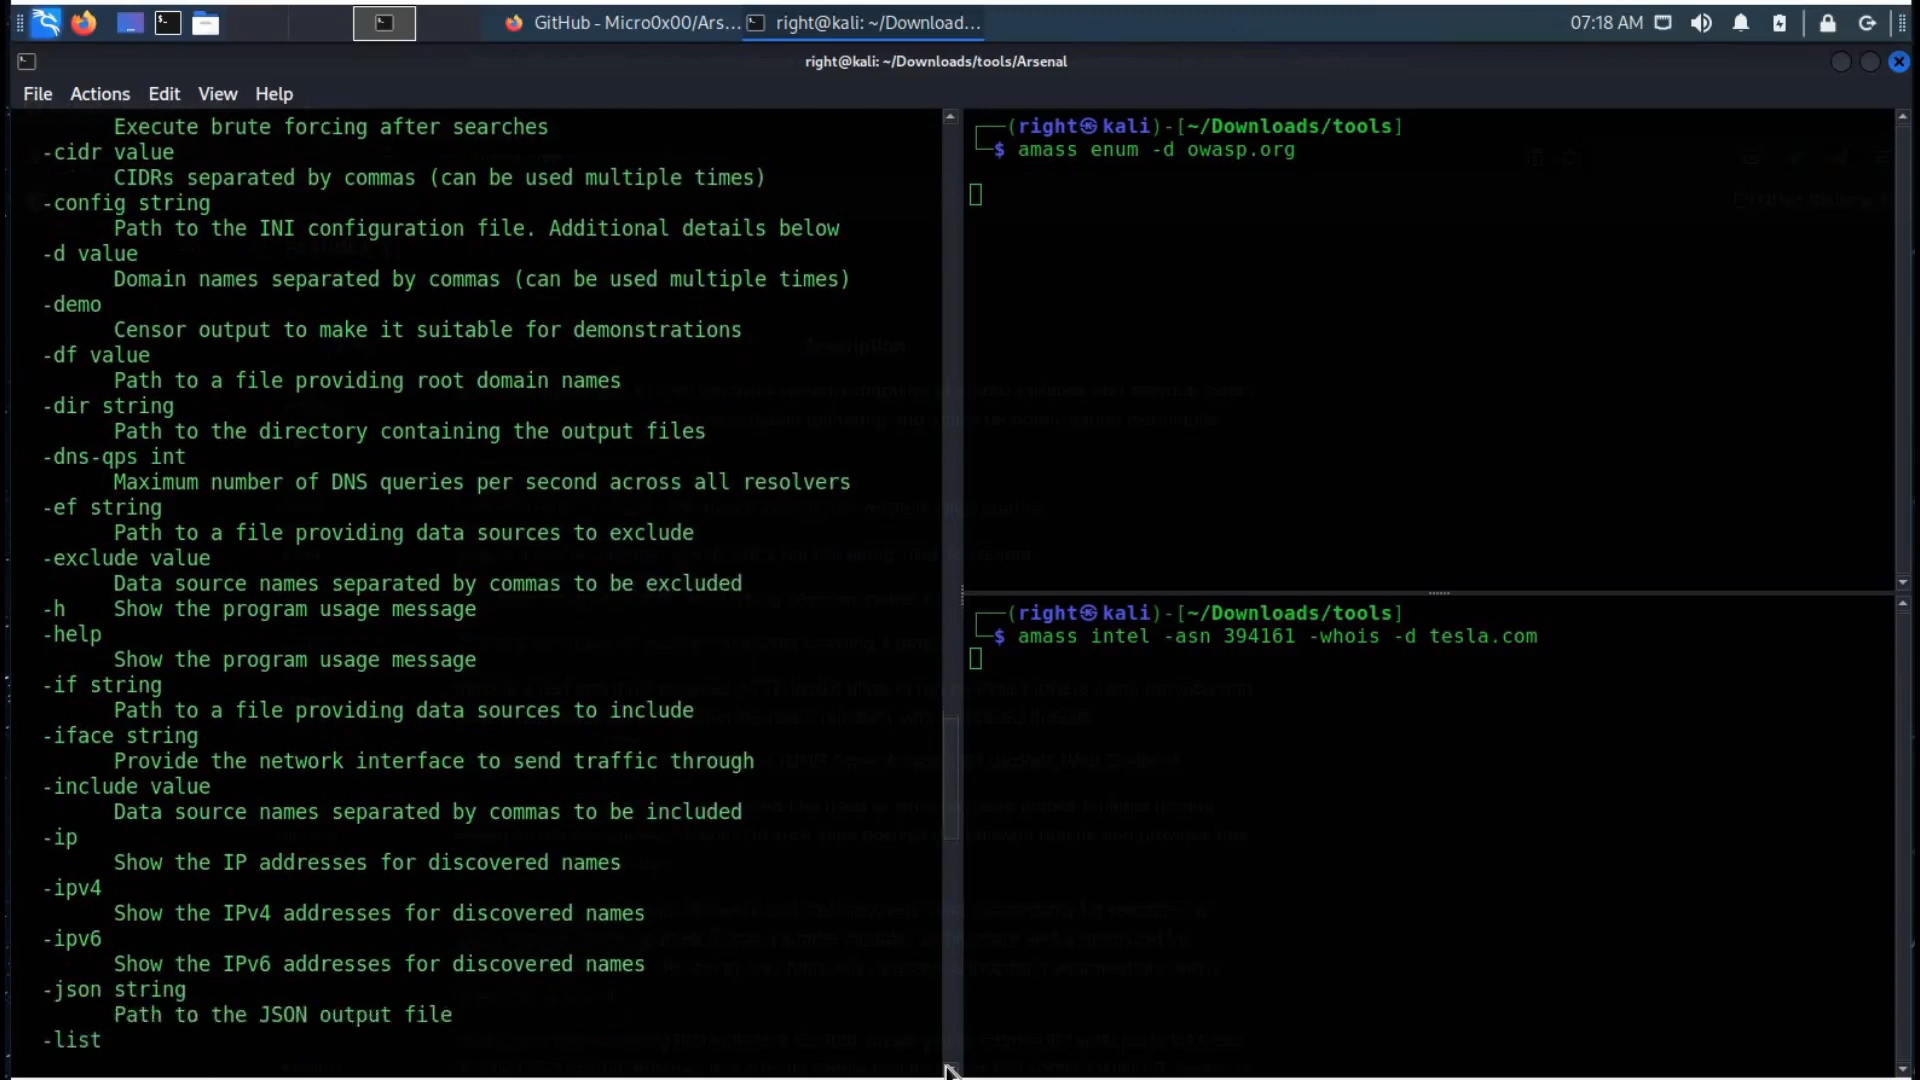 GitHub - Micro0x00/Ars...
right@kali: ~/Download...
07:18 AM
right@kali: ~/Downloads/tools/Arsenal
File Actions Edit View Help
Execute brute forcing after searches
-cidr value
CIDRs separated by commas (can be used multiple times)
-config string
Path to the INI configuration file. Additional details below
-d value
Domain names separated by commas (can be used multiple times)
-demo
Censor output to make it suitable for demonstrations
-df value
Path to a file providing root domain names
-dir string
Path to the directory containing the output files
-dns-qps int
Maximum number of DNS queries per second across all resolvers
-ef string
Path to a file providing data sources to exclude
-exclude value
Data source names separated by commas to be excluded
-h Show the program usage message
-help
Show the program usage message
-if string
Path to a file providing data sources to include
-iface string
Provide the network interface to send traffic through
-include value
Data source names separated by commas to be included
-ip
Show the IP addresses for discovered names
-ipv4
Show the IPv4 addresses for discovered names
-ipv6
Show the IPv6 addresses for discovered names
-json string
Path to the JSON output file
-list
(right㉿kali)-[~/Downloads/tools]
$ amass enum -d owasp.org
(right㉿kali)-[~/Downloads/tools]
$ amass intel -asn 394161 -whois -d tesla.com